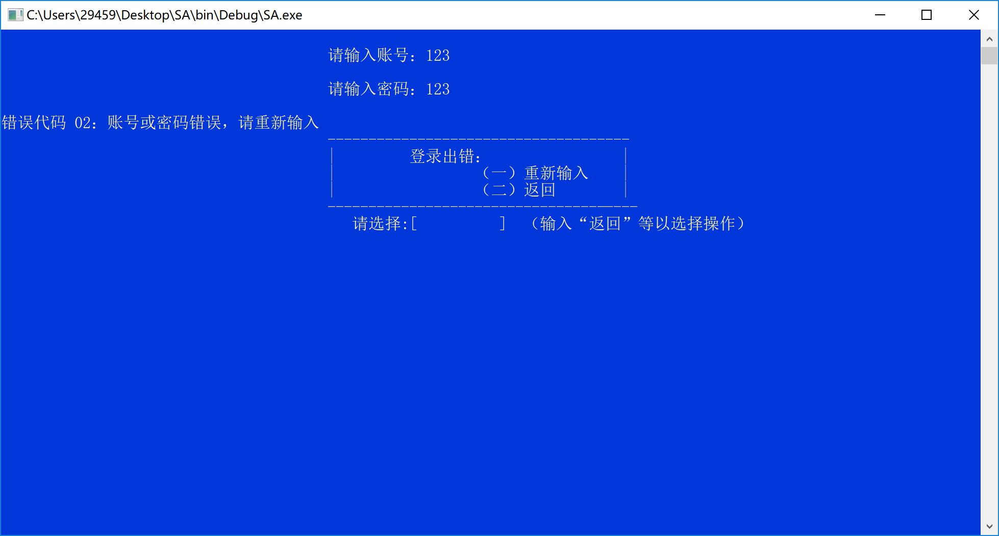 C:\Users\29459\Desktop\SA\bin\Debug\SA.exe
请输入账号：123
请输入密码：123
错误代码 02：账号或密码错误，请重新输入
-------------------------------------
|         登录出错：                 |
|                  （一）重新输入    |
|                  （二）返回        |
--------------------------------------
请选择:[          ]  （输入“返回”等以选择操作）